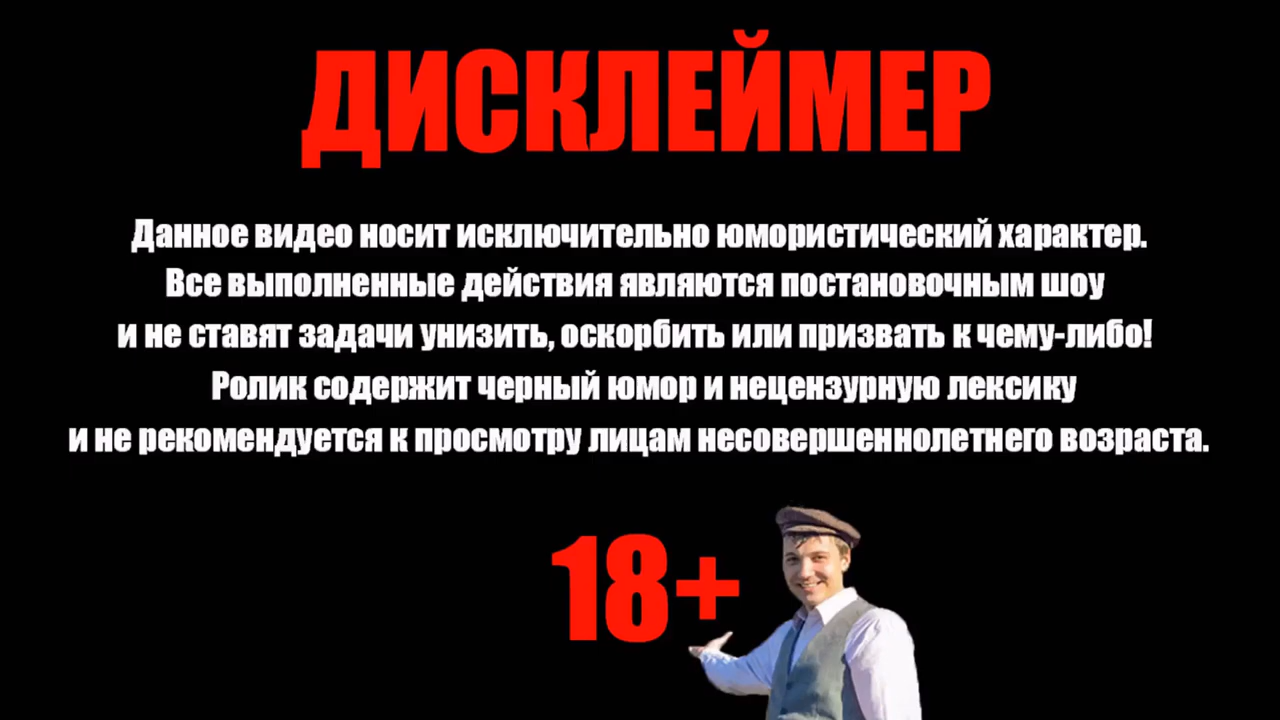 ДИСКЛЕЙМЕР
Данное видео носит исключительно юмористический характер.
Все выполненные действия являются постановочным шоу
и не ставят задачи унизить, оскорбить или призвать к чему-либо!
Ролик содержит черный юмор и нецензурную лексику
и не рекомендуется к просмотру лицам несовершеннолетнего возраста.
18+